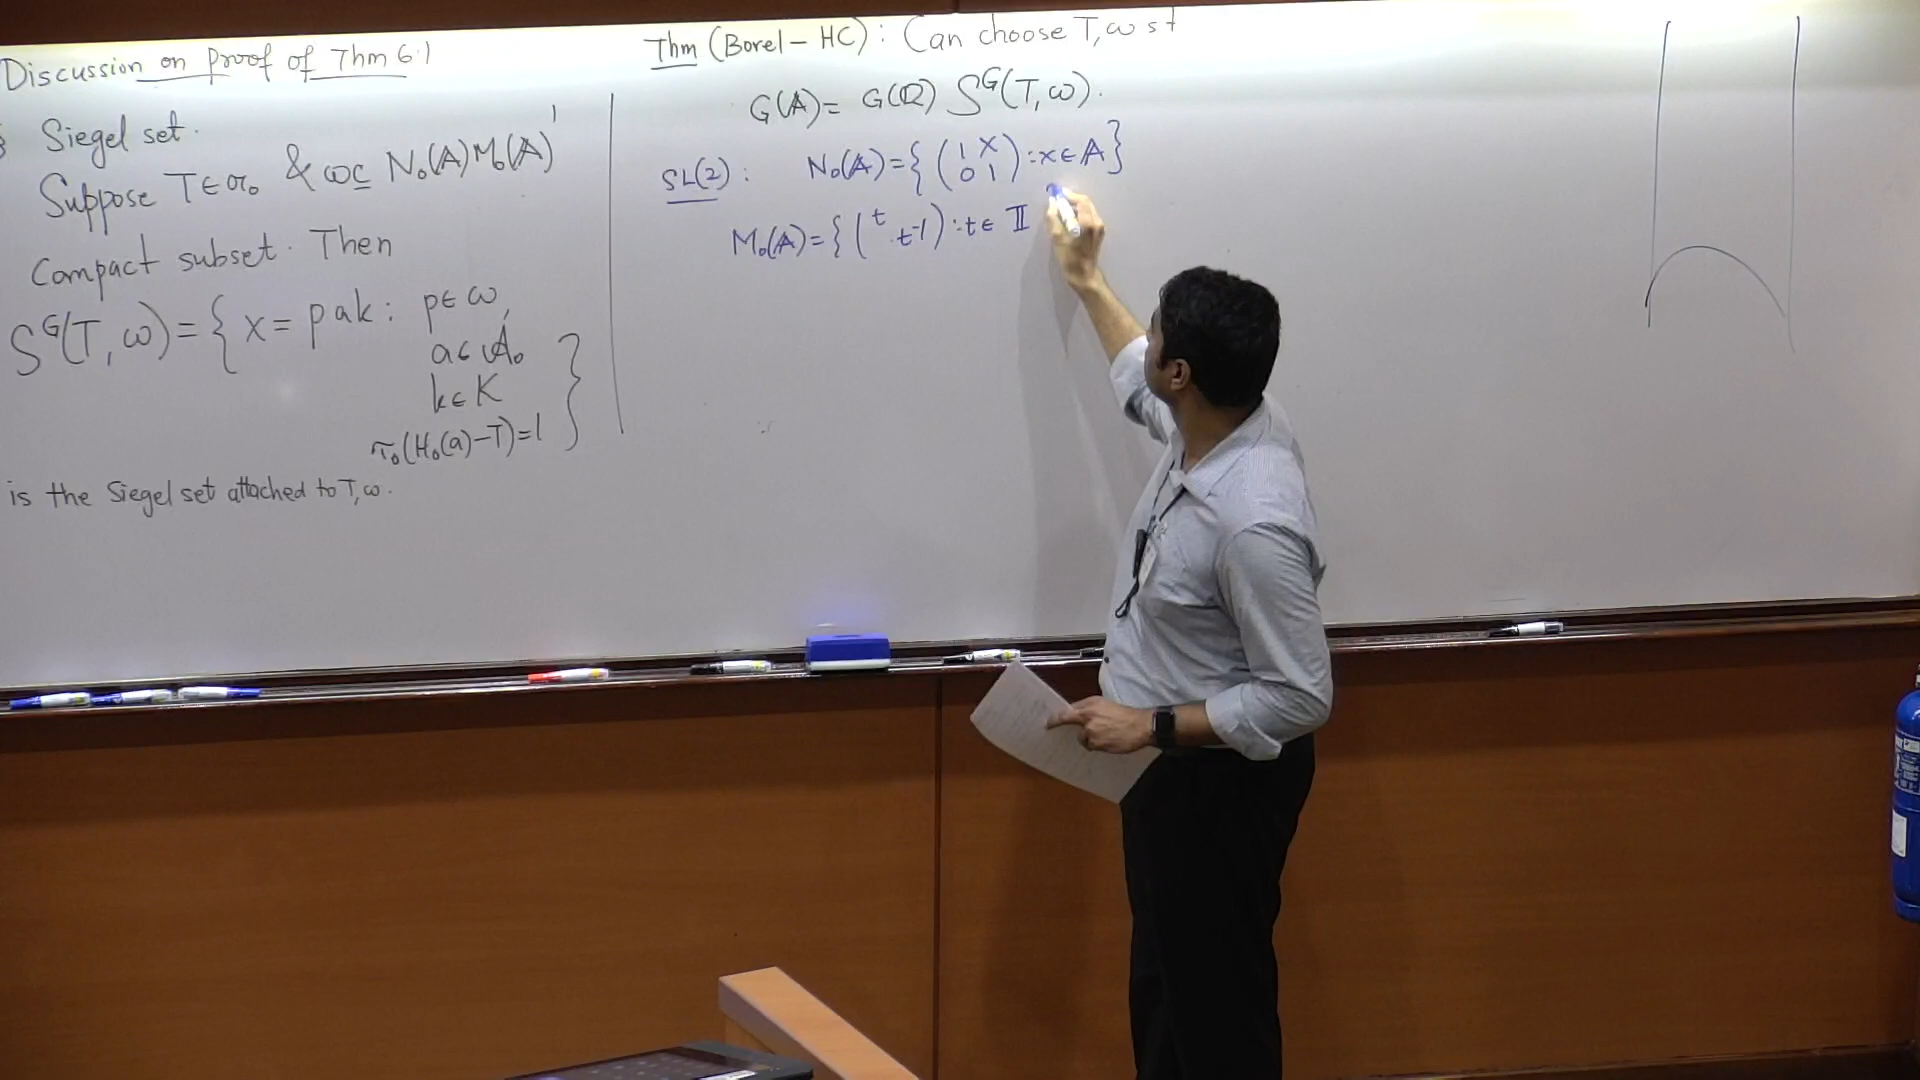 Discussion on proof of Thm 6.1
Siegel set.
Suppose T ∈ 𝔞₀ & ω ⊆ N₀(𝔸)M₀(𝔸)¹
Compact subset. Then
S^G(T, ω) = { x = pak : p ∈ ω,
a ∈ A₀
k ∈ K
τ₀(H₀(a)-T)=1 }
is the Siegel set attached to T, ω.
Thm (Borel - HC) : Can choose T, ω st
G(𝔸) = G(ℚ) S^G(T, ω).
SL(2) : N₀(𝔸) = { (1 x 0 1) : x ∈ 𝔸 }
M₀(𝔸) = { (t t⁻¹) : t ∈ 𝕀